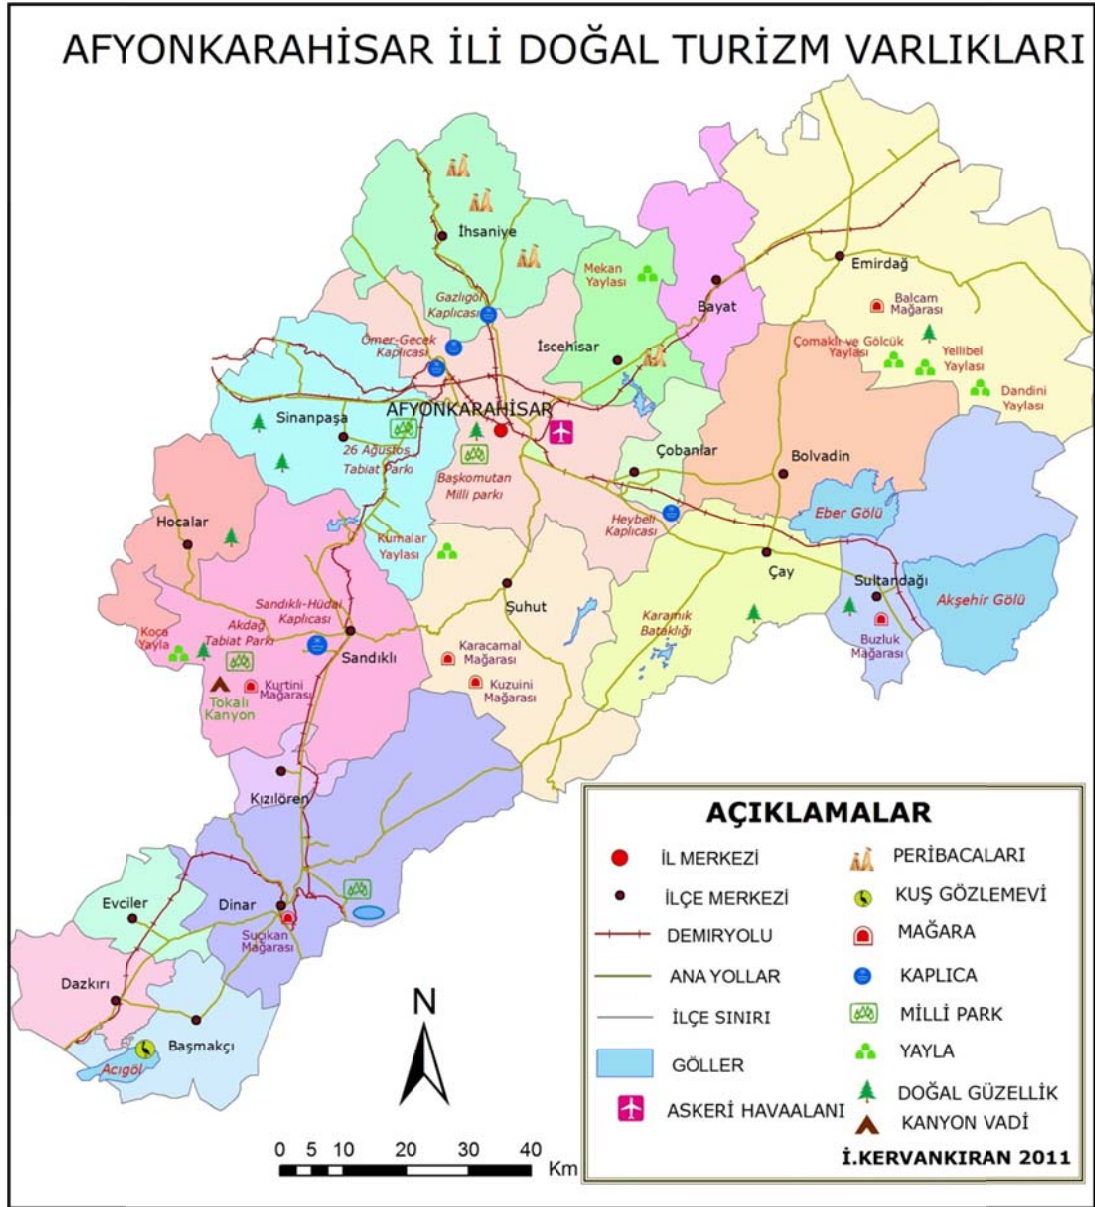 AFYONKARAHİSAR İLİ DOĞAL TURİZM VARLIKLARI
İhsaniye
Mekan
Yaylası
Emirdağ
Gazlıgöl
Kaplıcası
Bayat
Balcam
Mağarası
Ömer-Gecek
Kaplıcası
İscehisar
Çomaklı ve Gölcük
Yaylası
Yellibel
Yaylası
Dandini
Yaylası
AFYONKARAHİSAR
Sinanpaşa
26 Ağustos
Tabiat Parkı
Başkomutan
Milli parkı
Çobanlar
Bolvadin
Hocalar
Kumalar
Yaylası
Heybeli
Kaplıcası
Eber Gölü
Çay
Sultandağı
Akşehir Gölü
Şuhut
Sandıklı-Hüdai
Kaplıcası
Akdağ
Tabiat Parkı
Koca
Yayla
Sandıklı
Karamık
Bataklığı
Buzluk
Mağarası
Karacamal
Mağarası
Kuzuini
Mağarası
Kurtini
Mağarası
Tokalı
Kanyon
Kızılören
Evciler
Dinar
Suçıkan
Mağarası
Dazkırı
Başmakçı
Acıgöl
N
0 5 10 20 30 40
Km
AÇIKLAMALAR
İL MERKEZİ
İLÇE MERKEZİ
DEMIRYOLU
ANA YOLLAR
İLÇE SINIRI
GÖLLER
ASKERİ HAVAALANI
PERİBACALARI
KUŞ GÖZLEMEVİ
MAĞARA
KAPLICA
MİLLİ PARK
YAYLA
DOĞAL GÜZELLİK
KANYON VADİ
İ.KERVANKIRAN 2011